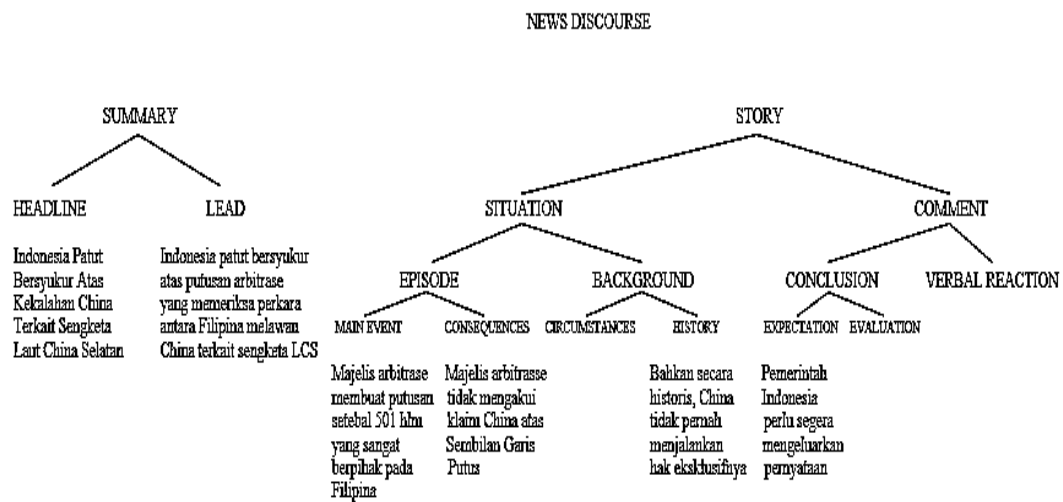 NEWS DISCOURSE
SUMMARY
STORY
HEADLINE
LEAD
SITUATION
COMMENT
Indonesia Patut
Bersyukur Atas
Kekalahan China
Terkait Sengketa
Laut China Selatan
Indonesia patut bersyukur
atas putusan arbitrase
yang memeriksa perkara
antara Filipina melawan
China terkait sengketa LCS
EPISODE
BACKGROUND
CONCLUSION
VERBAL REACTION
MAIN EVENT
CONSEQUENCES
CIRCUMSTANCES
HISTORY
EXPECTATION
EVALUATION
Majelis arbitrase
membuat putusan
setebal 501 hlm
yang sangat
berpihak pada
Filipina
Majelis arbitrasse
tidak mengakui
klaim China atas
Sembilan Garis
Putus
Bahkan secara
historis, China
tidak pernah
menjalankan
hak eksklusifnya
Pemerintah
Indonesia
perlu segera
mengeluarkan
pernyataan